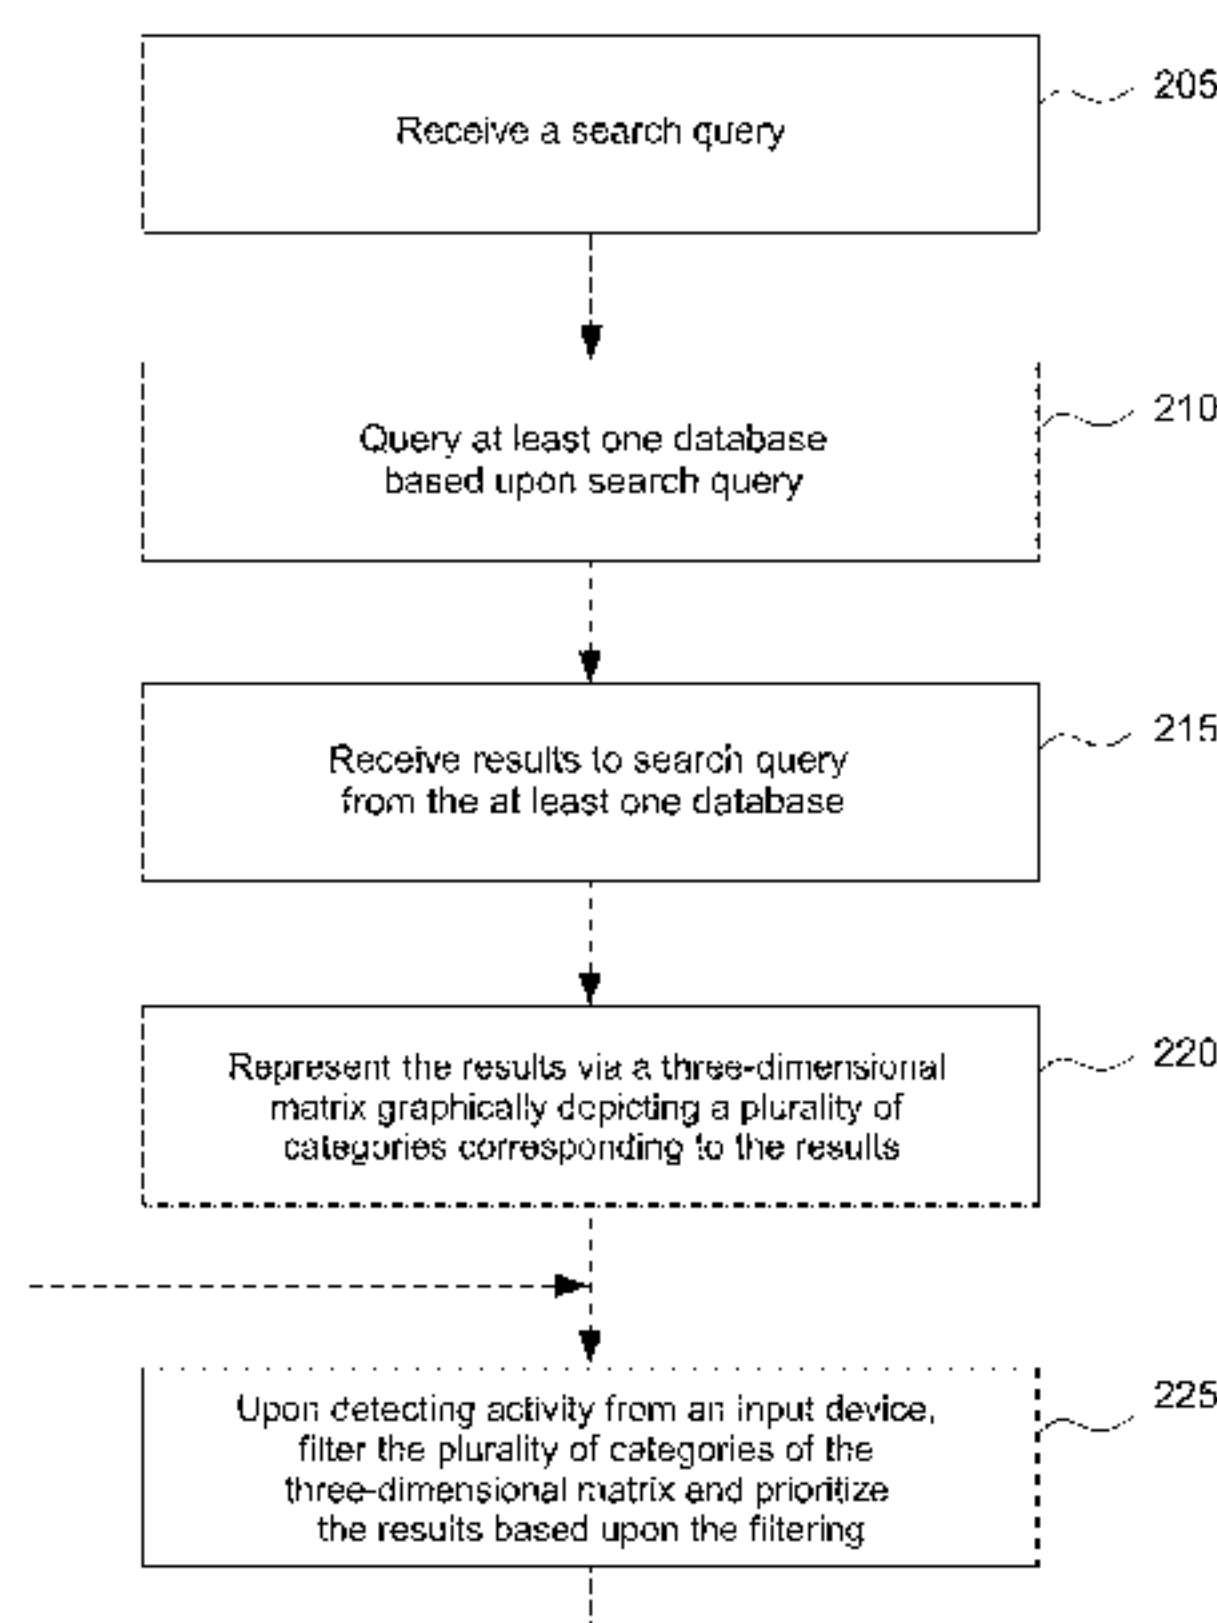 205
Receive a search query
210
Query at least one database
based upon search query
215
Receive results to search query
from the at least one database
220
Represent the results via a three-dimensional
matrix graphically depicting a plurality of
categories corresponding to the results
225
Upon detecting activity from an input device,
filter the plurality of categories of the
three-dimensional matrix and prioritize
the results based upon the filtering